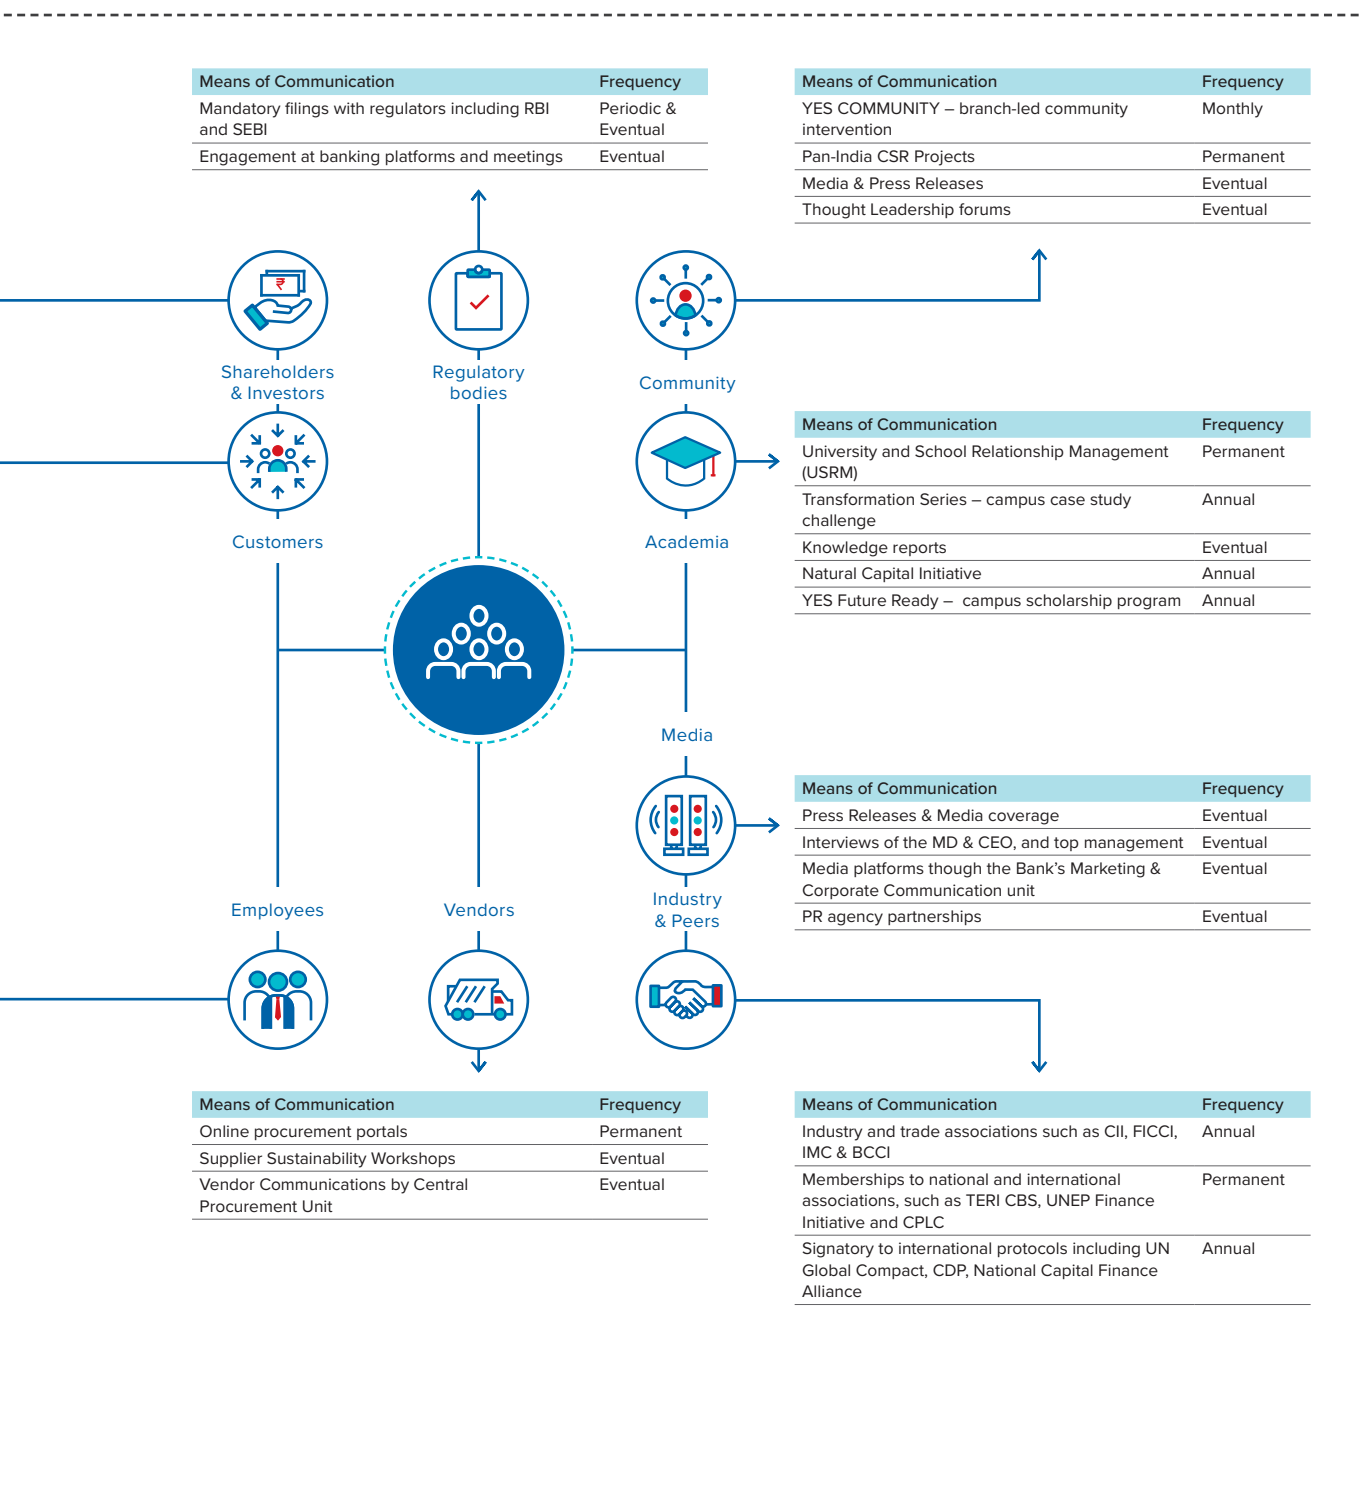 Means of Communication Frequency
Mandatory filings with regulators including RBI Periodic &
and SEBI Eventual
Engagement at banking platforms and meetings Eventual
Means of Communication Frequency
YES COMMUNITY – branch-led community Monthly
intervention
Pan-India CSR Projects Permanent
Media & Press Releases Eventual
Thought Leadership forums Eventual
₹
Shareholders
& Investors
Regulatory
bodies
Community
Customers
Academia
Means of Communication Frequency
University and School Relationship Management Permanent
(USRM)
Transformation Series – campus case study Annual
challenge
Knowledge reports Eventual
Natural Capital Initiative Annual
YES Future Ready – campus scholarship program Annual
Media
Means of Communication Frequency
Press Releases & Media coverage Eventual
Interviews of the MD & CEO, and top management Eventual
Media platforms though the Bank’s Marketing & Eventual
Corporate Communication unit
PR agency partnerships Eventual
Employees
Vendors
Industry
& Peers
Means of Communication Frequency
Online procurement portals Permanent
Supplier Sustainability Workshops Eventual
Vendor Communications by Central Eventual
Procurement Unit
Means of Communication Frequency
Industry and trade associations such as CII, FICCI, Annual
IMC & BCCI
Memberships to national and international Permanent
associations, such as TERI CBS, UNEP Finance
Initiative and CPLC
Signatory to international protocols including UN Annual
Global Compact, CDP, National Capital Finance
Alliance